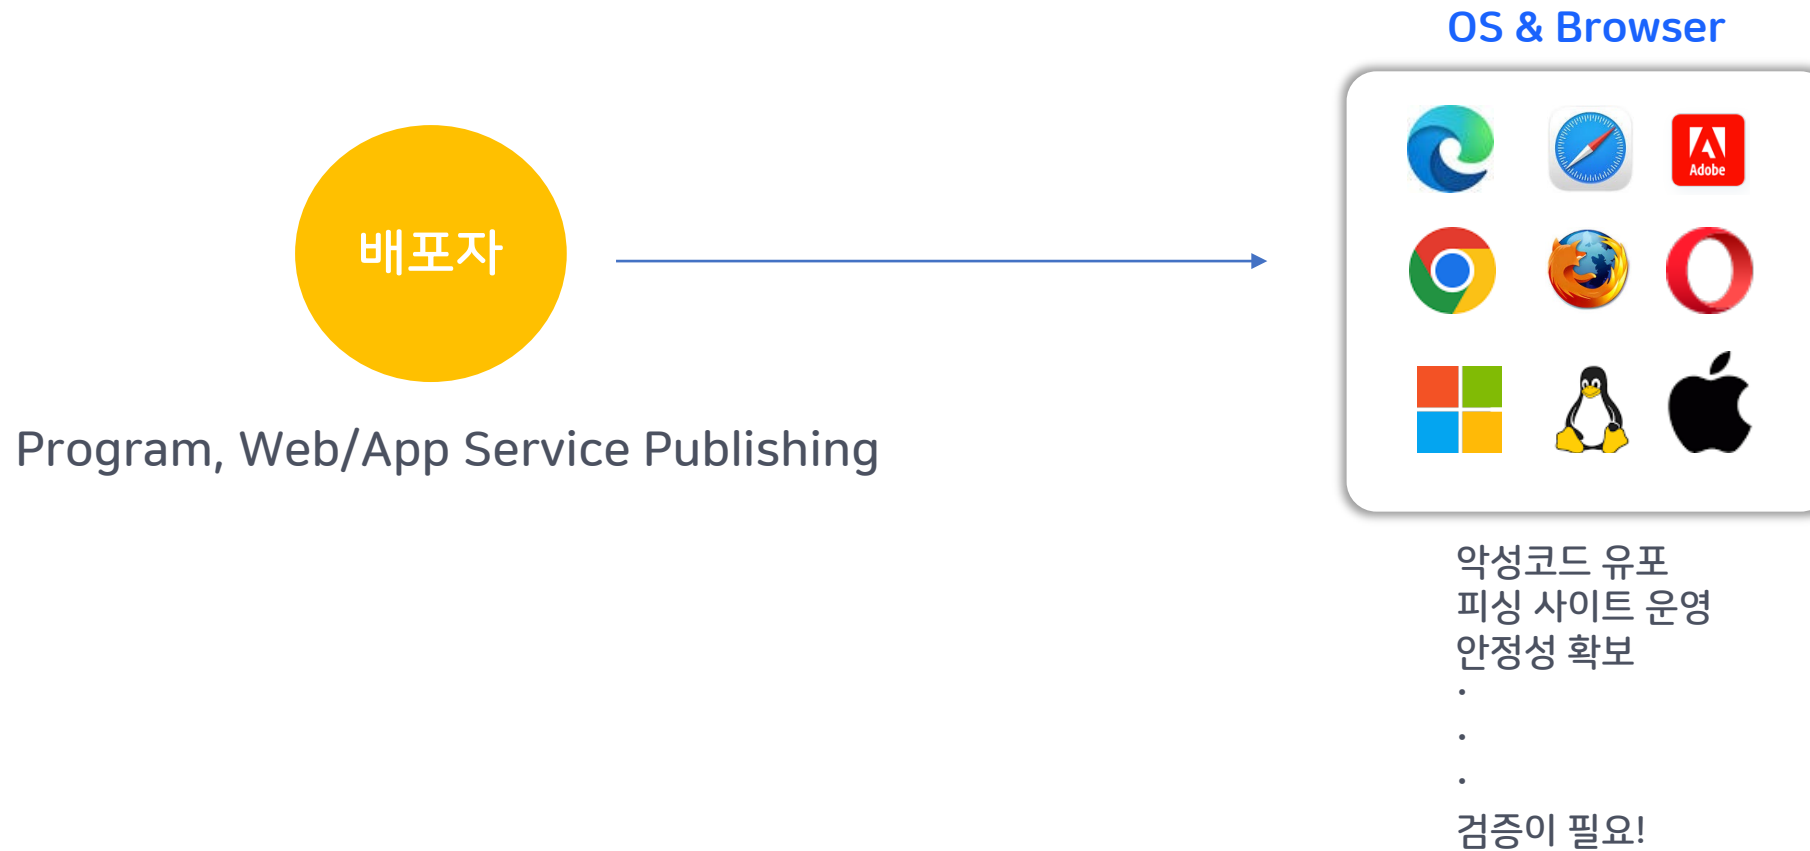 OS & Browser
Adobe
배포자
Program, Web/App Service Publishing
악성코드 유포
피싱 사이트 운영
안정성 확보
.
.
.
검증이 필요!